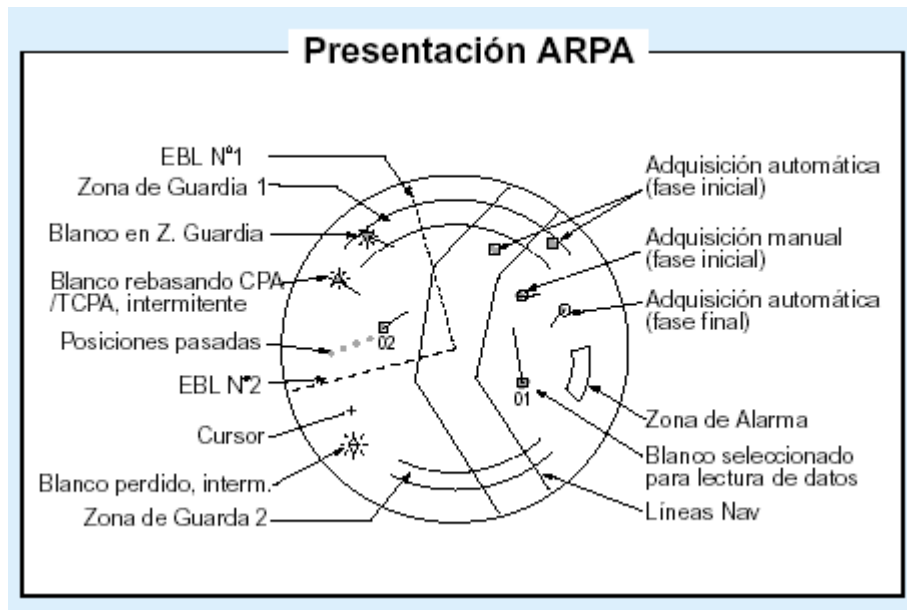 Presentación ARPA
EBL Nº1
Zona de Guardia 1
Blanco en Z. Guardia
Blanco rebasando CPA
/TCPA, intermitente
Posiciones pasadas
EBL Nº2
Cursor
Blanco perdido, interm.
Zona de Guarda 2
02
01
Adquisición automática
(fase inicial)
Adquisición manual
(fase inicial)
Adquisición automática
(fase final)
Zona de Alarma
Blanco seleccionado
para lectura de datos
Líneas Nav